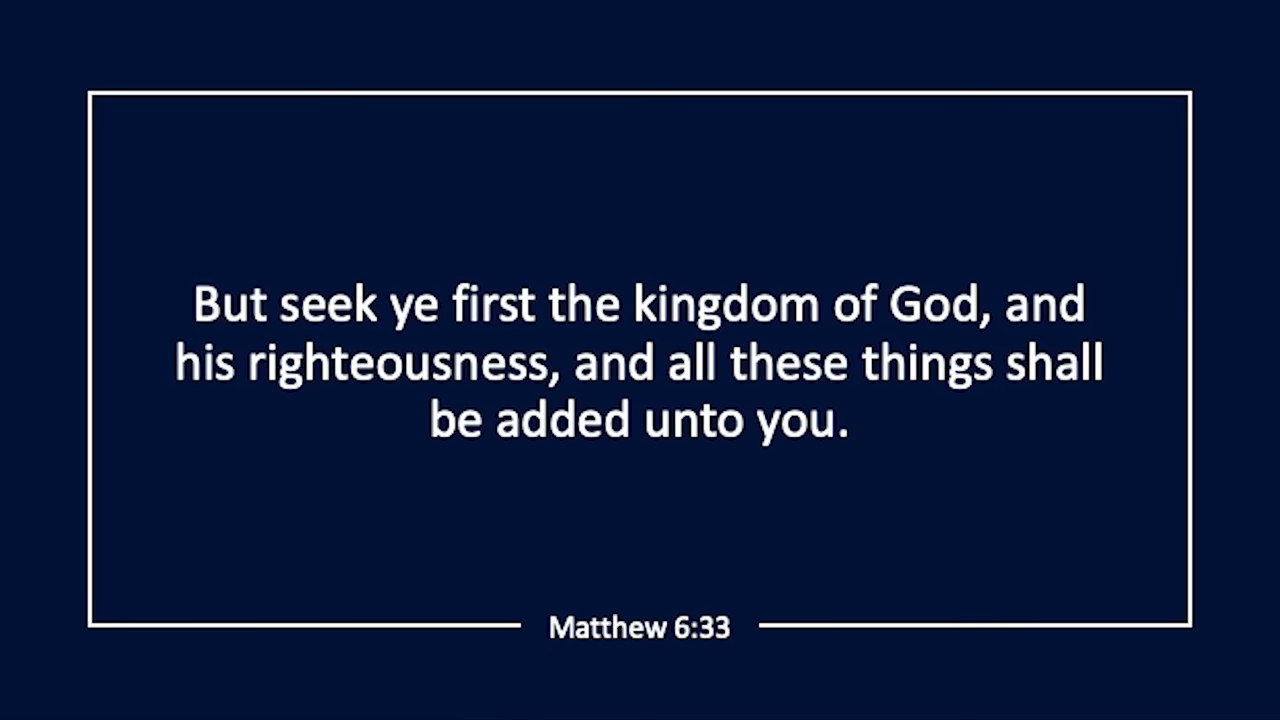 But seek ye first the kingdom of God, and
his righteousness, and all these things shall
be added unto you.
Matthew 6:33